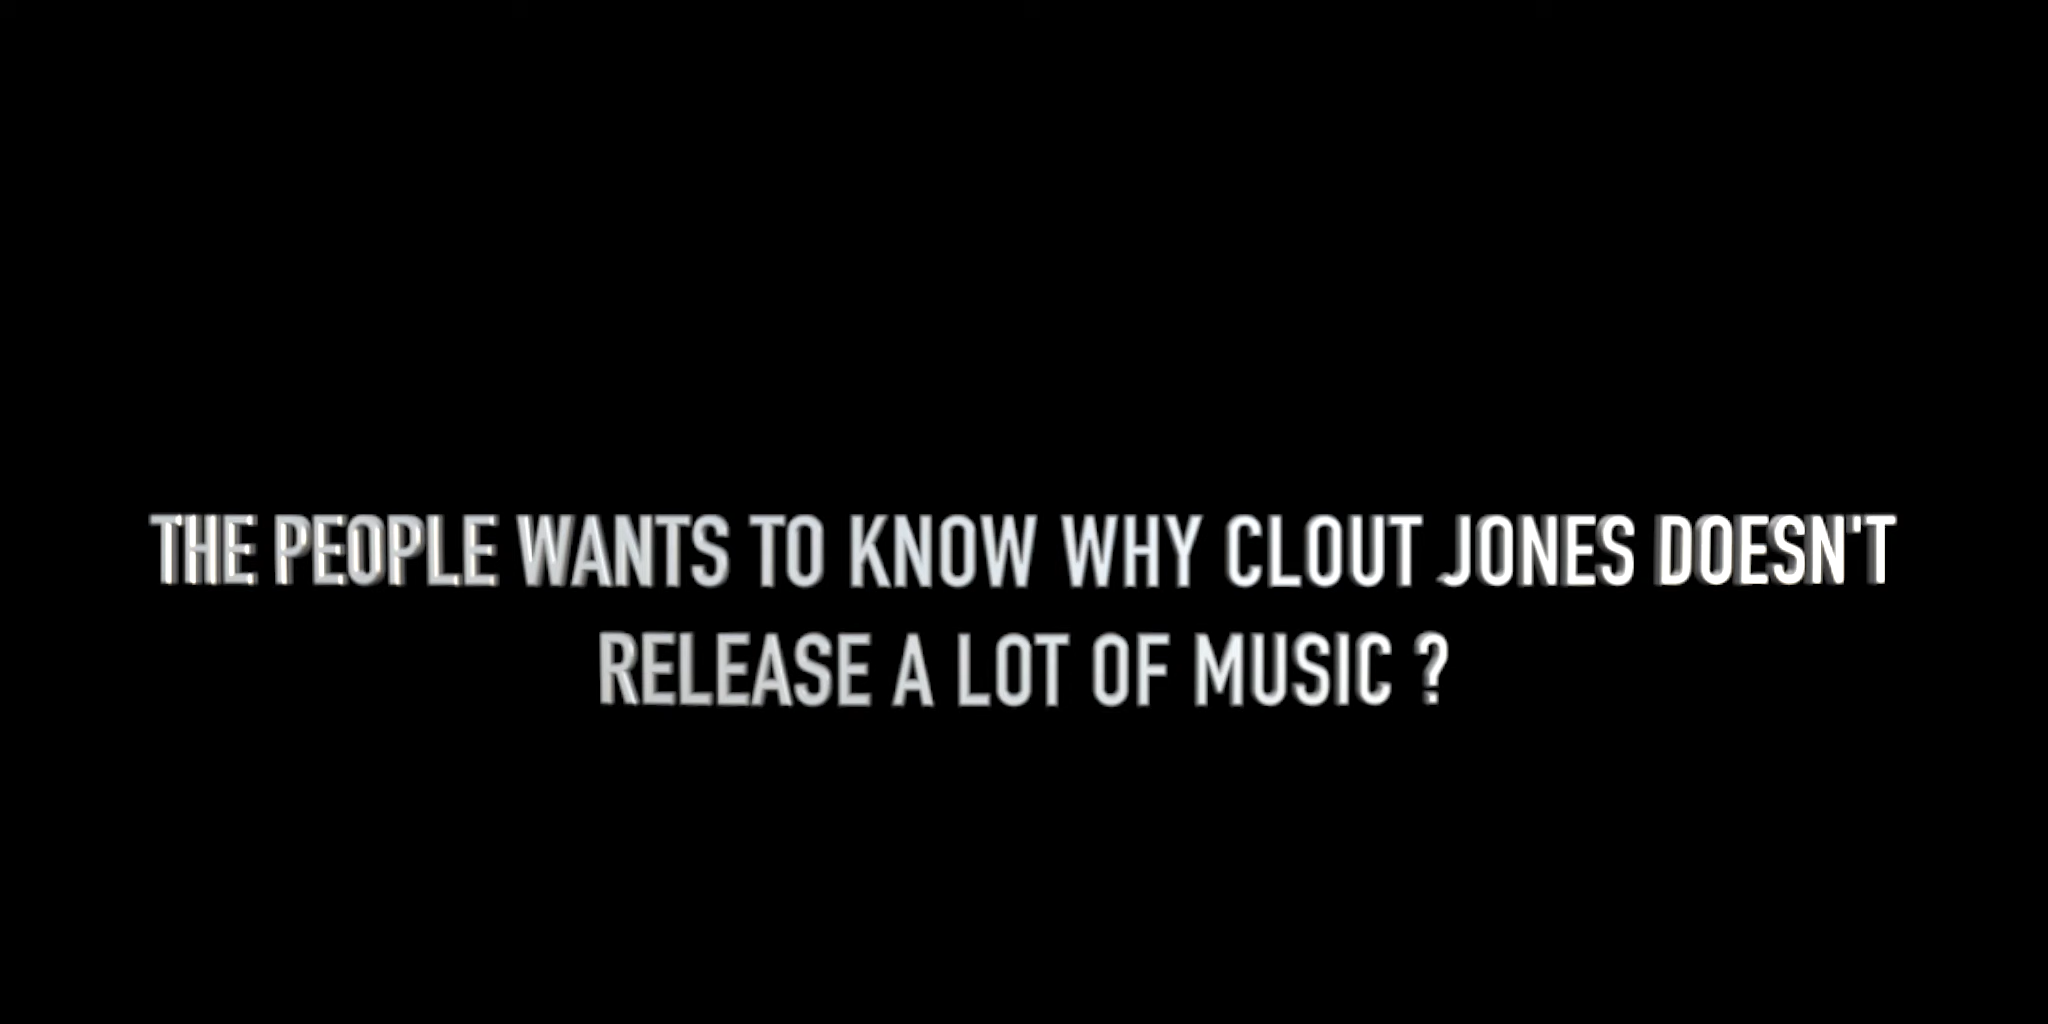 THE PEOPLE WANTS TO KNOW WHY CLOUT JONES DOESN'T
RELEASE A LOT OF MUSIC ?